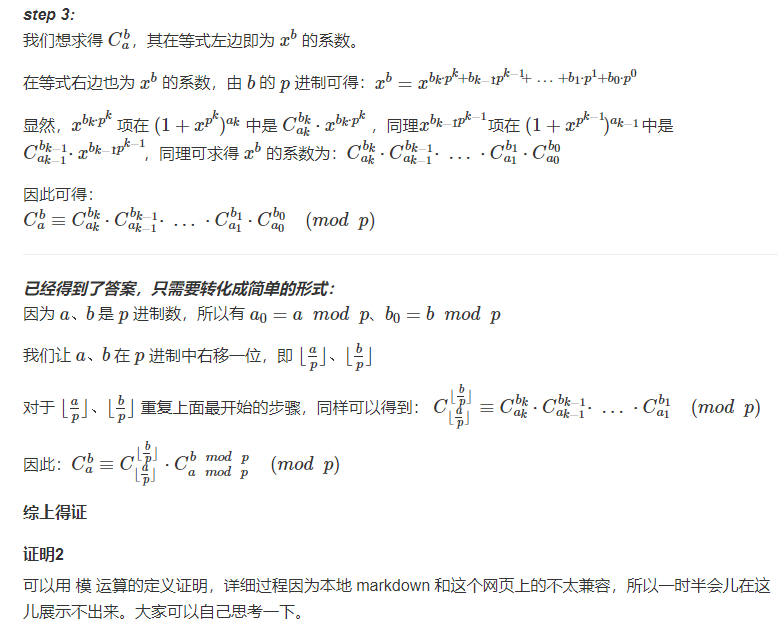 step 3:
我们想求得 $C_a^b$，其在等式左边即为 $x^b$ 的系数。
在等式右边也为 $x^b$ 的系数，由 $b$ 的 $p$ 进制可得：$x^b = x^{b_k \cdot p^k + b_{k-1} \cdot p^{k-1} + \ldots + b_1 \cdot p^1 + b_0 \cdot p^0}$
显然，$x^{b_k \cdot p^k}$ 项在 $(1 + x^{p^k})^{a_k}$ 中是 $C_{a_k}^{b_k} \cdot x^{b_k \cdot p^k}$，同理$x^{b_{k-1} \cdot p^{k-1}}$项在 $(1 + x^{p^{k-1}})^{a_{k-1}}$中是
$C_{a_{k-1}}^{b_{k-1}} \cdot x^{b_{k-1} \cdot p^{k-1}}$，同理可求得 $x^b$ 的系数为：$C_{a_k}^{b_k} \cdot C_{a_{k-1}}^{b_{k-1}} \cdot \ldots \cdot C_{a_1}^{b_1} \cdot C_{a_0}^{b_0}$
因此可得：
$C_a^b \equiv C_{a_k}^{b_k} \cdot C_{a_{k-1}}^{b_{k-1}} \cdot \ldots \cdot C_{a_1}^{b_1} \cdot C_{a_0}^{b_0} \quad (mod \ \ p)$
已经得到了答案，只需要转化成简单的形式：
因为 $a$、$b$ 是 $p$ 进制数，所以有 $a_0 = a \ \ mod \ \ p$、$b_0 = b \ \ mod \ \ p$
我们让 $a$、$b$ 在 $p$ 进制中右移一位，即 $\lfloor \frac{a}{p} \rfloor$、$\lfloor \frac{b}{p} \rfloor$
对于 $\lfloor \frac{a}{p} \rfloor$、$\lfloor \frac{b}{p} \rfloor$ 重复上面最开始的步骤，同样可以得到：$C_{\lfloor \frac{a}{p} \rfloor}^{\lfloor \frac{b}{p} \rfloor} \equiv C_{a_k}^{b_k} \cdot C_{a_{k-1}}^{b_{k-1}} \cdot \ldots \cdot C_{a_1}^{b_1} \quad (mod \ \ p)$
因此：$C_a^b \equiv C_{\lfloor \frac{a}{p} \rfloor}^{\lfloor \frac{b}{p} \rfloor} \cdot C_{a \ \ mod \ \ p}^{b \ \ mod \ \ p} \quad (mod \ \ p)$
综上得证
证明2
可以用 模 运算的定义证明，详细过程因为本地 markdown 和这个网页上的不太兼容，所以一时半会儿在这
儿展示不出来。大家可以自己思考一下。